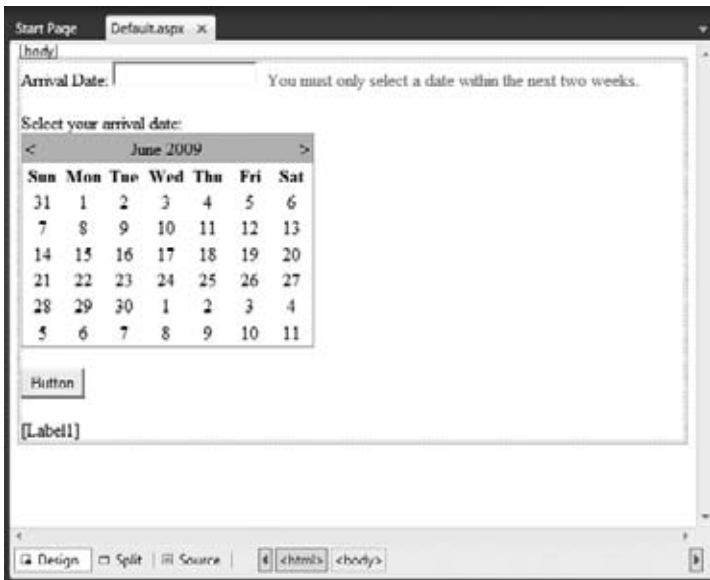 Start Page Default.aspx ×
[body]
Arrival Date: You must only select a date within the next two weeks.
Select your arrival date:
< June 2009 >
Sun Mon Tue Wed Thu Fri Sat
31 1 2 3 4 5 6
7 8 9 10 11 12 13
14 15 16 17 18 19 20
21 22 23 24 25 26 27
28 29 30 1 2 3 4
5 6 7 8 9 10 11
Button
[Label1]
Design Split Source <html> <body>